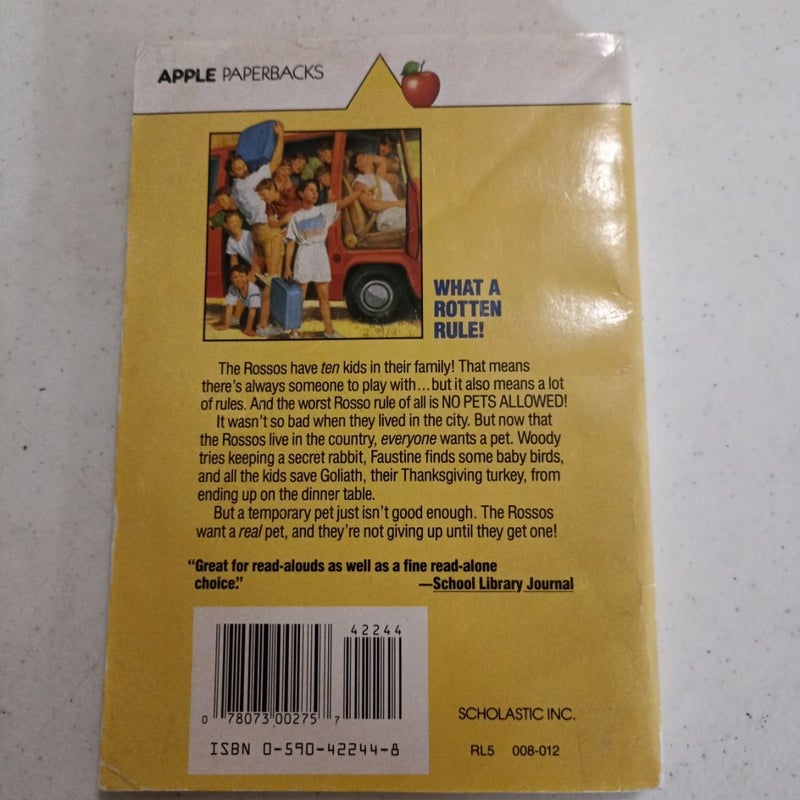 APPLE PAPERBACKS
WHAT A
ROTTEN
RULE!
The Rossos have ten kids in their family! That means
there's always someone to play with...but it also means a lot
of rules. And the worst Rosso rule of all is NO PETS ALLOWED!
It wasn't so bad when they lived in the city. But now that
the Rossos live in the country, everyone wants a pet. Woody
tries keeping a secret rabbit, Faustine finds some baby birds,
and all the kids save Goliath, their Thanksgiving turkey, from
ending up on the dinner table.
But a temporary pet just isn't good enough. The Rossos
want a real pet, and they're not giving up until they get one!
"Great for read-alouds as well as a fine read-alone
choice."
—School Library Journal
42244
0 78073 00275 7
ISBN 0-590-42244-8
SCHOLASTIC INC.
RL5 008-012